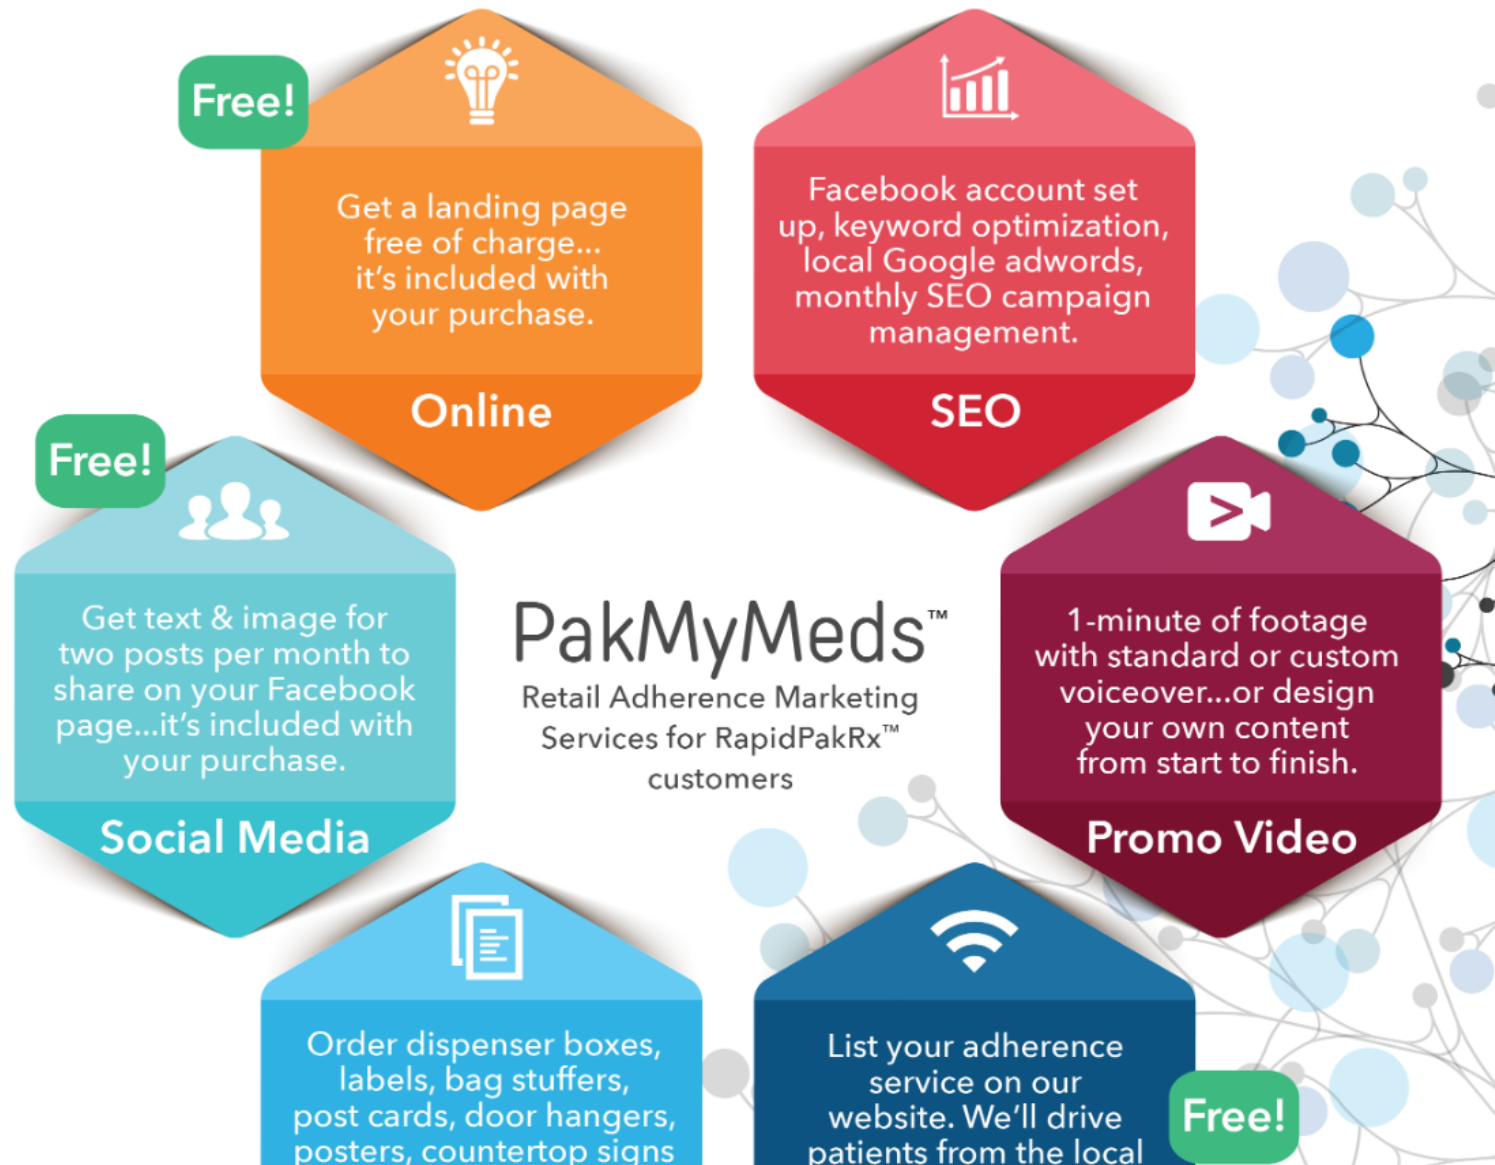 Free!
Get a landing page
free of charge...
it's included with
your purchase.
Online
Facebook account set
up, keyword optimization,
local Google adwords,
monthly SEO campaign
management.
SEO
Free!
Get text & image for
two posts per month to
share on your Facebook
page...it's included with
your purchase.
Social Media
PakMyMeds™
Retail Adherence Marketing
Services for RapidPakRx™
customers
1-minute of footage
with standard or custom
voiceover...or design
your own content
from start to finish.
Promo Video
Order dispenser boxes,
labels, bag stuffers,
post cards, door hangers,
posters, countertop signs
List your adherence
service on our
website. We'll drive
patients from the local
Free!